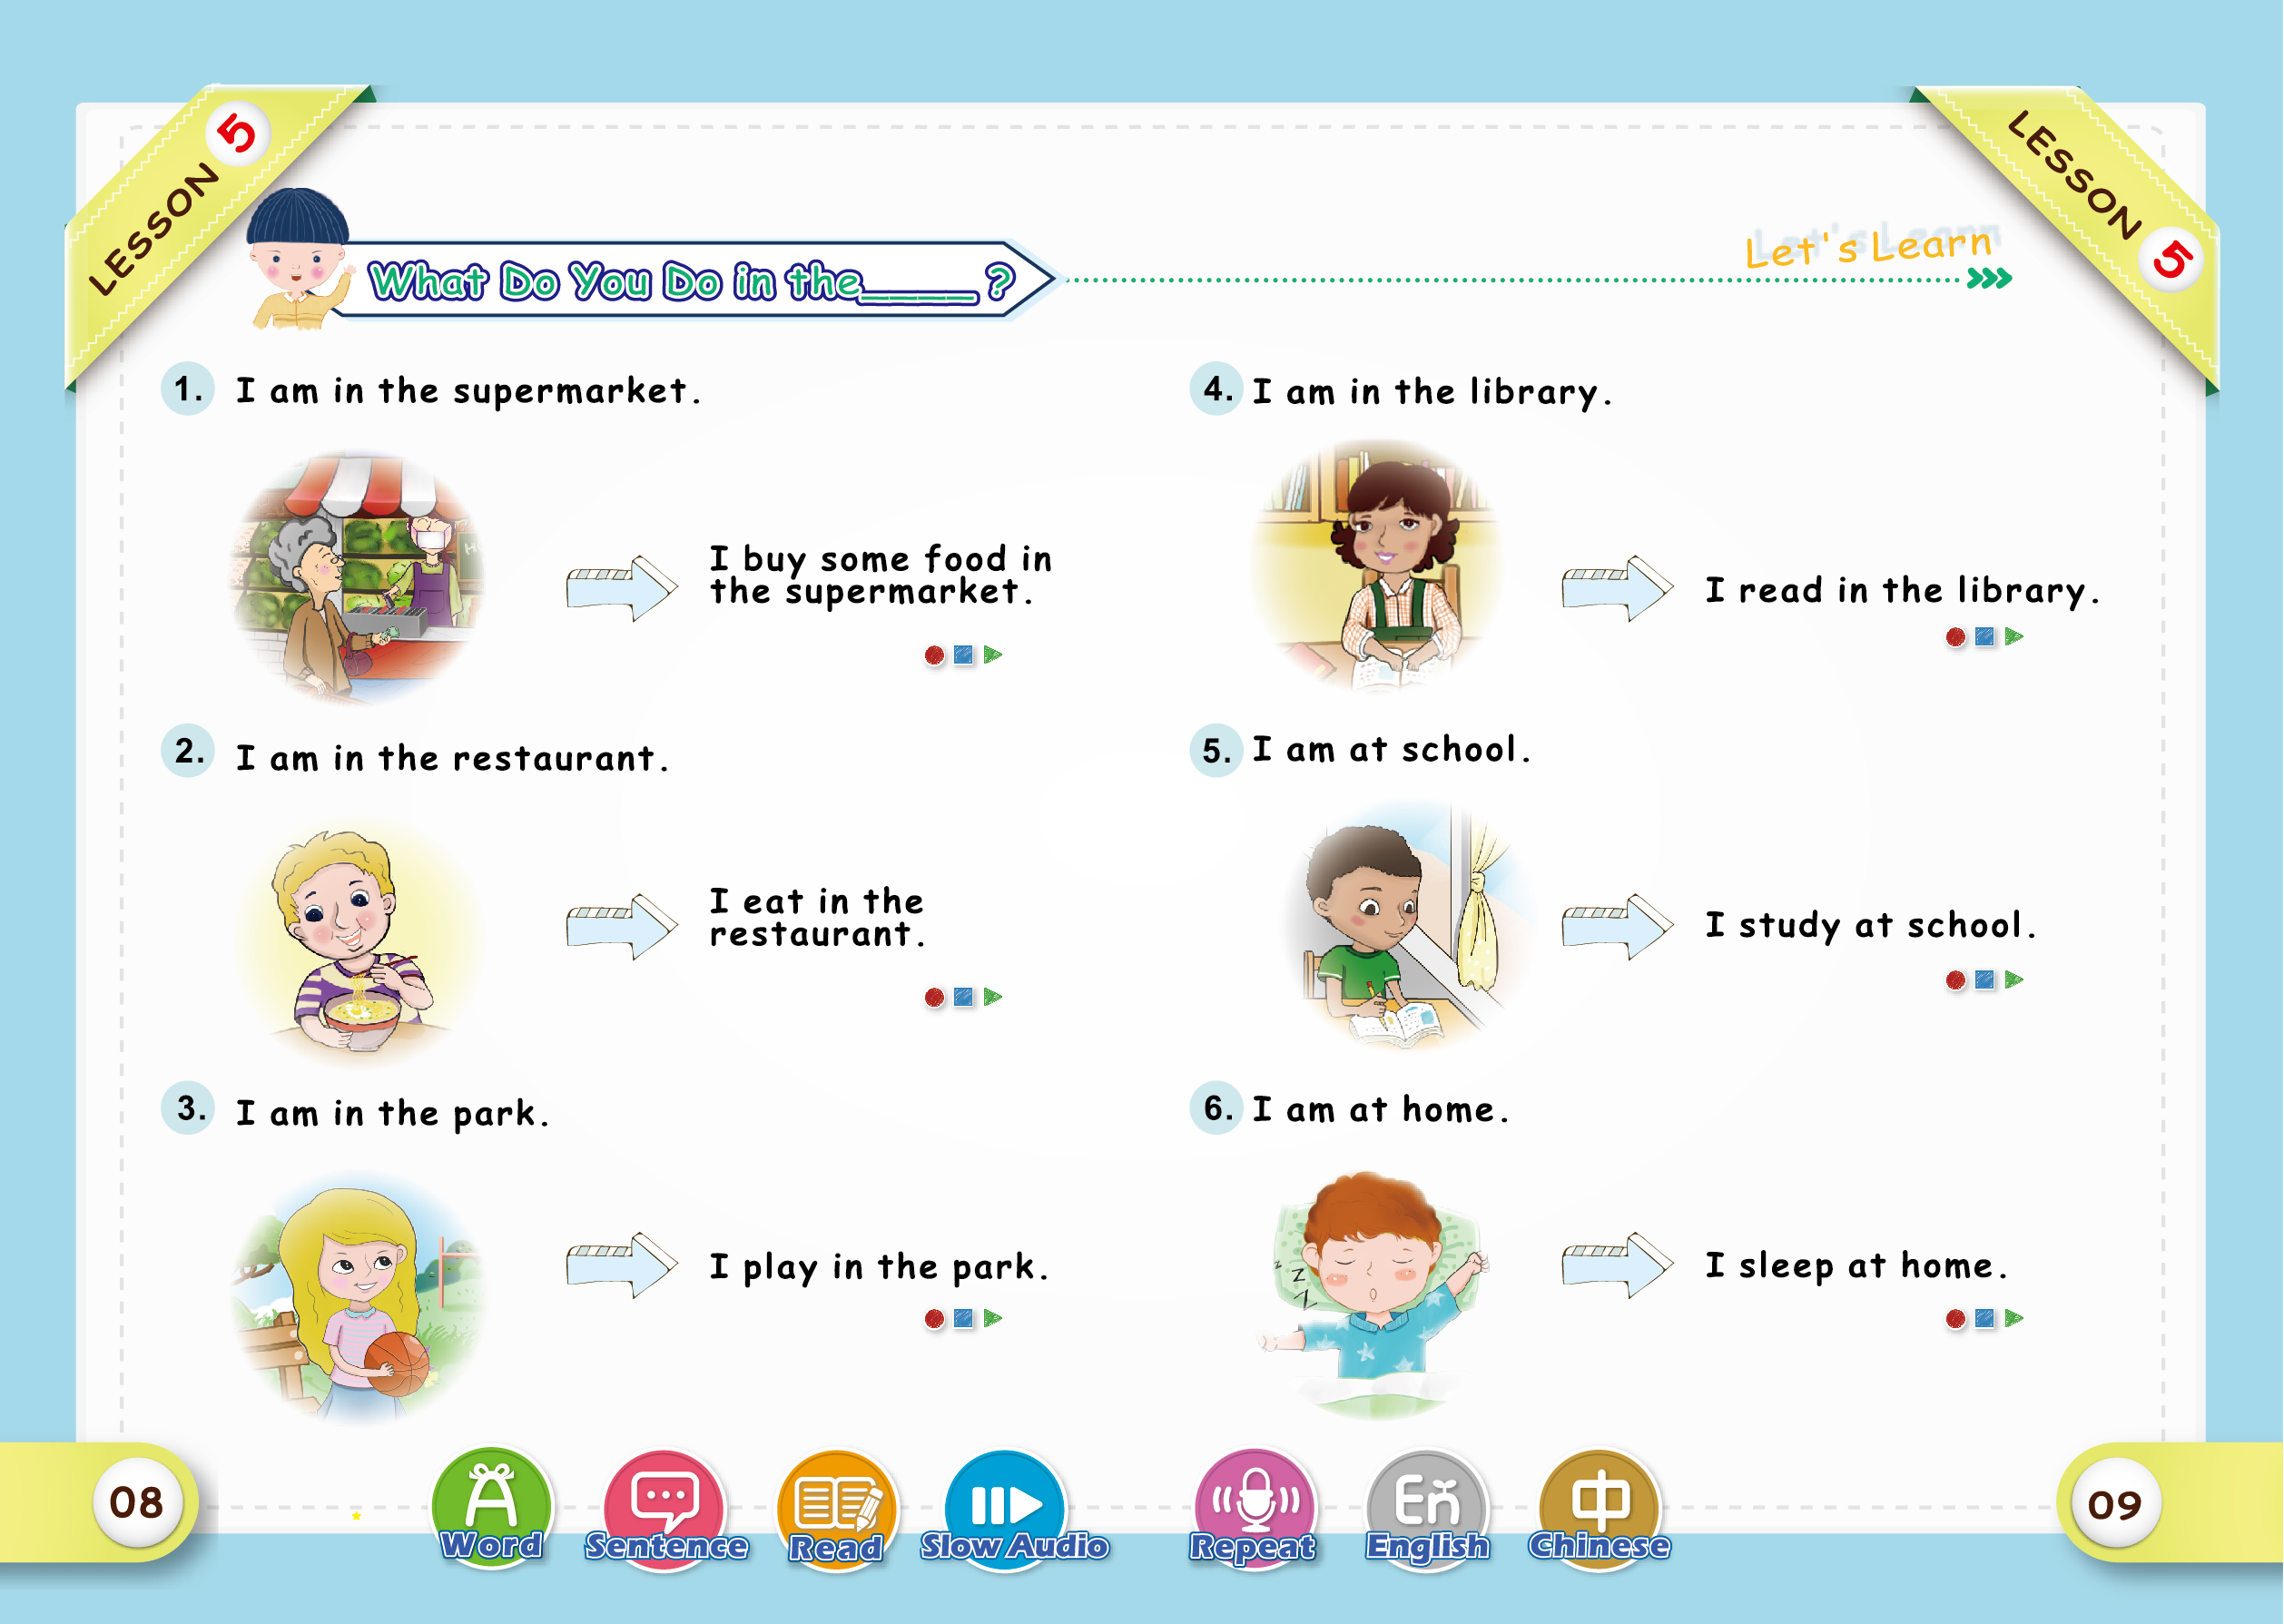 LESSON 5
LESSON 5
What Do You Do in the____?
Let's Learn
1. I am in the supermarket.
I buy some food in
the supermarket.
2. I am in the restaurant.
I eat in the
restaurant.
3. I am in the park.
I play in the park.
4. I am in the library.
I read in the library.
5. I am at school.
I study at school.
6. I am at home.
z z z
I sleep at home.
08
Word
Sentence
Read
Slow Audio
Repeat
En
English
中
Chinese
09